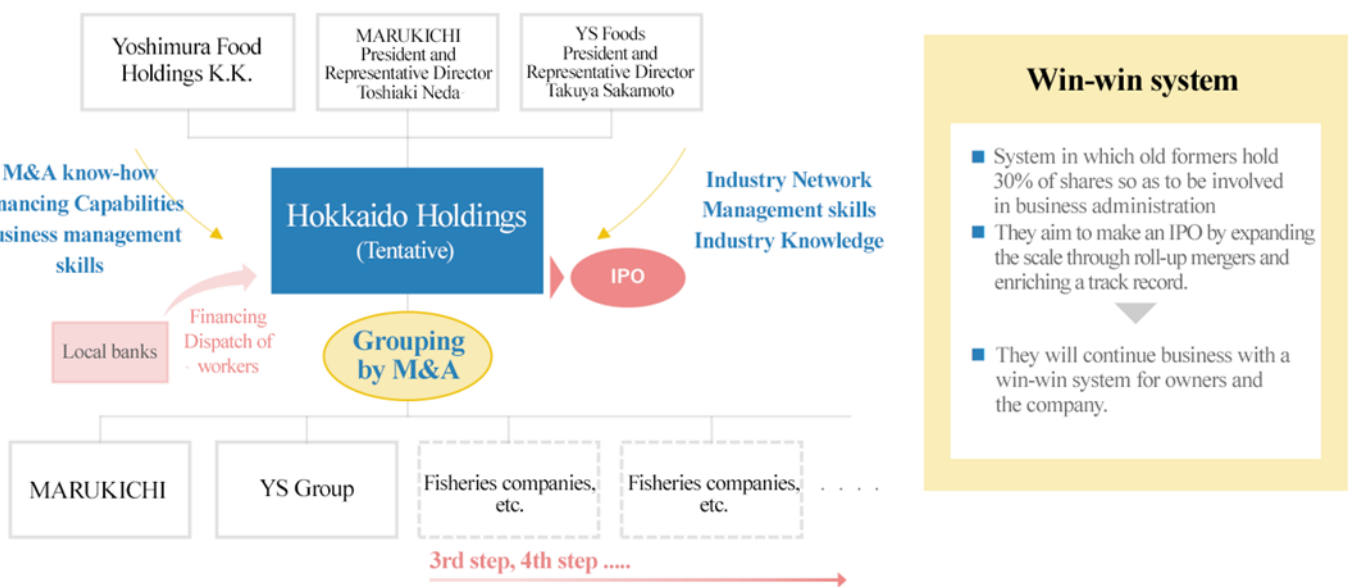 Yoshimura Food
Holdings K.K.
MARUKICHI
President and
Representative Director
Toshiaki Neda
YS Foods
President and
Representative Director
Takuya Sakamoto
M&A know-how
nancing Capabilities
usiness management
skills
Hokkaido Holdings
(Tentative)
Industry Network
Management skills
Industry Knowledge
IPO
Local banks
Financing
Dispatch of
workers
Grouping
by M&A
MARUKICHI
YS Group
Fisheries companies,
etc.
Fisheries companies,
etc.
. . . .
3rd step, 4th step .....
Win-win system
System in which old formers hold
30% of shares so as to be involved
in business administration
They aim to make an IPO by expanding
the scale through roll-up mergers and
enriching a track record.
They will continue business with a
win-win system for owners and
the company.